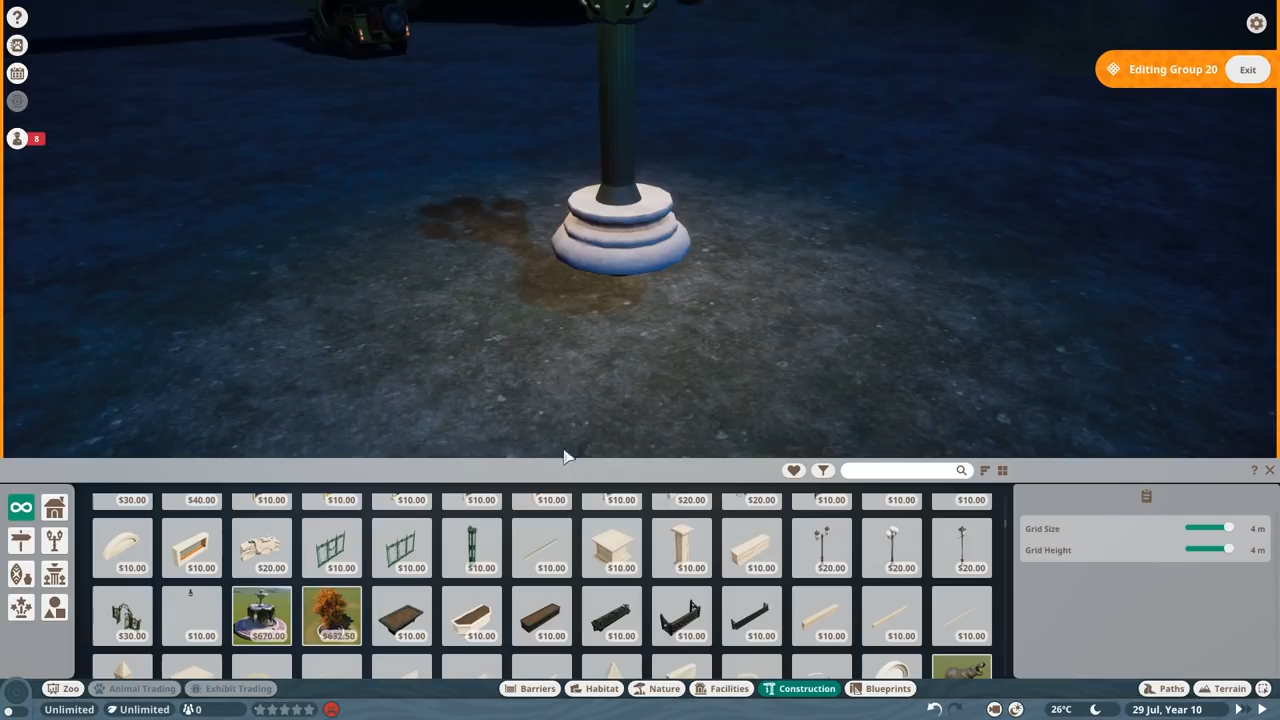 ?
Editing Group 20 Exit
8
? ×
$30.00 $40.00 $10.00 $10.00 $10.00 $10.00 $10.00 $10.00 $20.00 $20.00 $10.00 $10.00 $10.00
Grid Size 4 m
Grid Height 4 m
$10.00 $10.00 $20.00 $10.00 $10.00 $10.00 $10.00 $10.00 $10.00 $10.00 $20.00 $20.00 $20.00
$30.00 $10.00 $670.00 $632.50 $10.00 $10.00 $10.00 $10.00 $10.00 $10.00 $10.00 $10.00 $10.00
Zoo Animal Trading Exhibit Trading Barriers Habitat Nature Facilities Construction Blueprints Paths Terrain
Unlimited Unlimited 0 26°C 29 Jul, Year 10